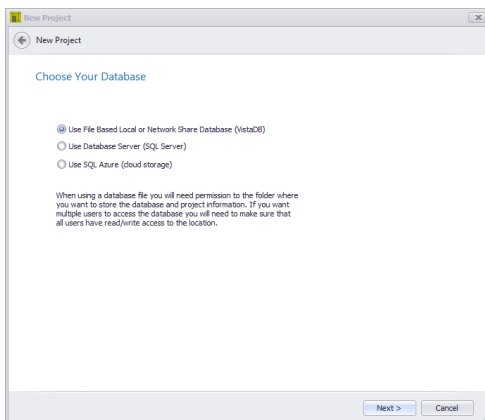 New Project
New Project
Choose Your Database
Use File Based Local or Network Share Database (VistaDB)
Use Database Server (SQL Server)
Use SQL Azure (cloud storage)
When using a database file you will need permission to the folder where
you want to store the database and project information. If you want
multiple users to access the database you will need to make sure that
all users have read/write access to the location.
Next >
Cancel